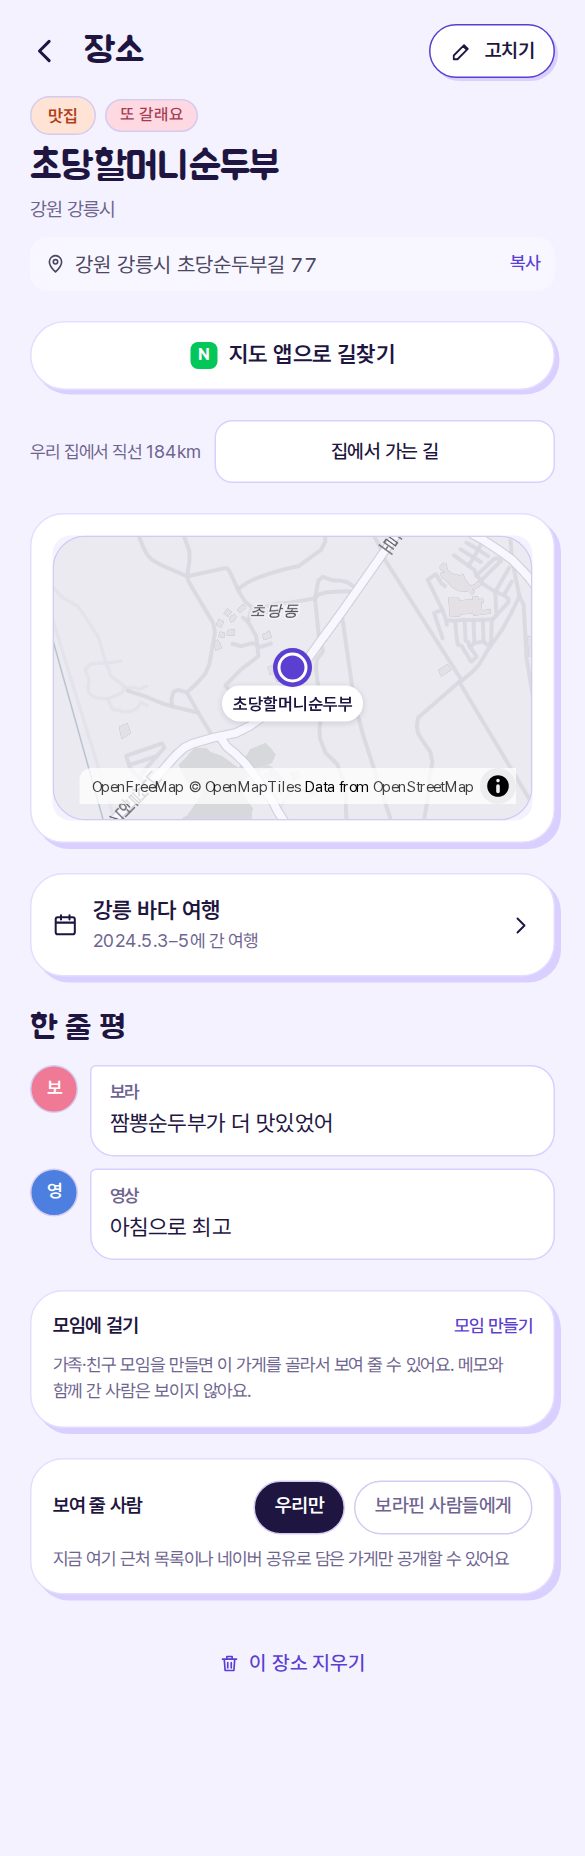 장소
고치기
맛집
또 갈래요
초당할머니순두부
강원 강릉시
강원 강릉시 초당순두부길 77
복사
N 지도 앱으로 길찾기
우리 집에서 직선 184km
집에서 가는 길
초당동
초당할머니순두부
OpenFreeMap © OpenMapTiles Data from OpenStreetMap
강릉 바다 여행
2024.5.3–5에 간 여행
한 줄 평
보
보라
짬뽕순두부가 더 맛있었어
영
영상
아침으로 최고
모임에 걸기
모임 만들기
가족·친구 모임을 만들면 이 가게를 골라서 보여 줄 수 있어요. 메모와
함께 간 사람은 보이지 않아요.
보여 줄 사람
우리만
보라핀 사람들에게
지금 여기 근처 목록이나 네이버 공유로 담은 가게만 공개할 수 있어요
이 장소 지우기